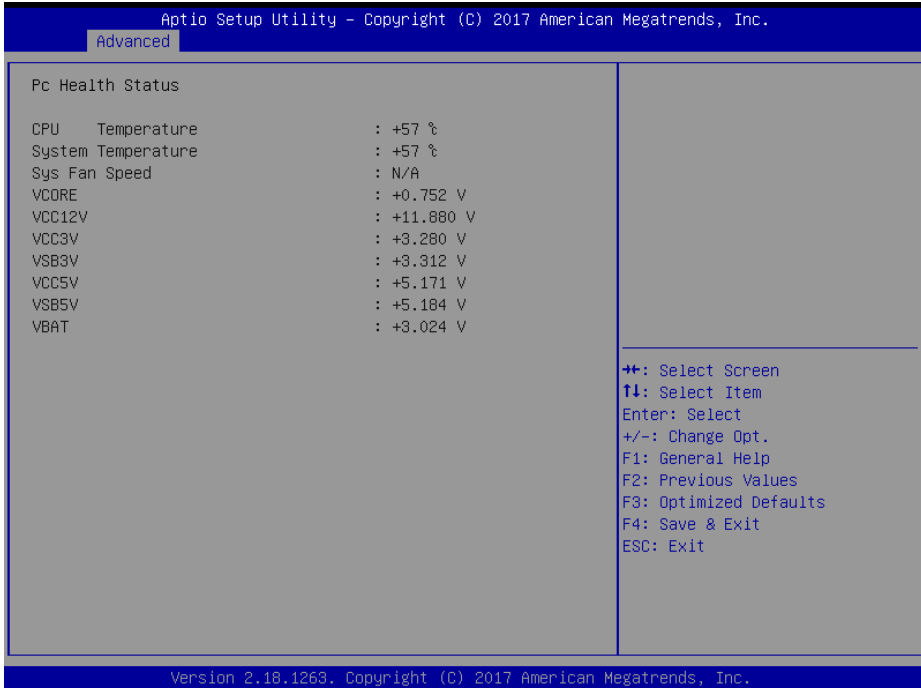 Aptio Setup Utility – Copyright (C) 2017 American Megatrends, Inc.
Advanced
Pc Health Status
CPU Temperature : +57 ℃
System Temperature : +57 ℃
Sys Fan Speed : N/A
VCORE : +0.752 V
VCC12V : +11.880 V
VCC3V : +3.280 V
VSB3V : +3.312 V
VCC5V : +5.171 V
VSB5V : +5.184 V
VBAT : +3.024 V
→←: Select Screen
↑↓: Select Item
Enter: Select
+/-: Change Opt.
F1: General Help
F2: Previous Values
F3: Optimized Defaults
F4: Save & Exit
ESC: Exit
Version 2.18.1263. Copyright (C) 2017 American Megatrends, Inc.